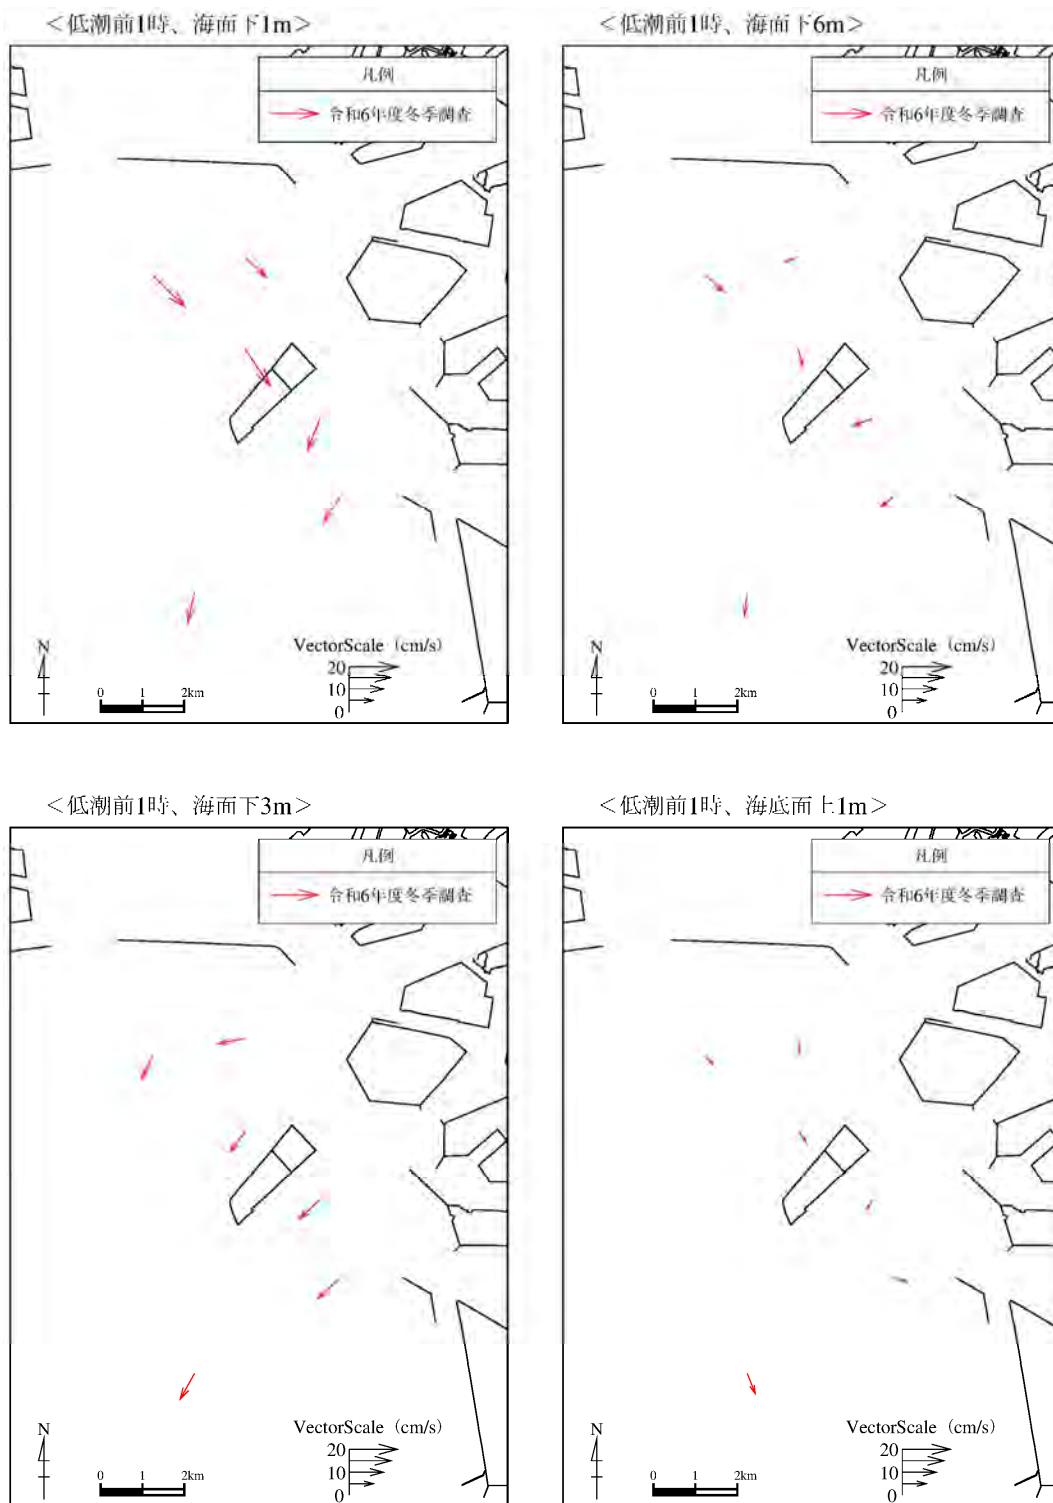 ＜低潮前1時、海面下1m＞
凡例
令和6年度冬季調査
N
0 1 2km
VectorScale (cm/s)
20
10
0
＜低潮前1時、海面下6m＞
凡例
令和6年度冬季調査
N
0 1 2km
VectorScale (cm/s)
20
10
0
＜低潮前1時、海面下3m＞
凡例
令和6年度冬季調査
N
0 1 2km
VectorScale (cm/s)
20
10
0
＜低潮前1時、海底面上1m＞
凡例
令和6年度冬季調査
N
0 1 2km
VectorScale (cm/s)
20
10
0